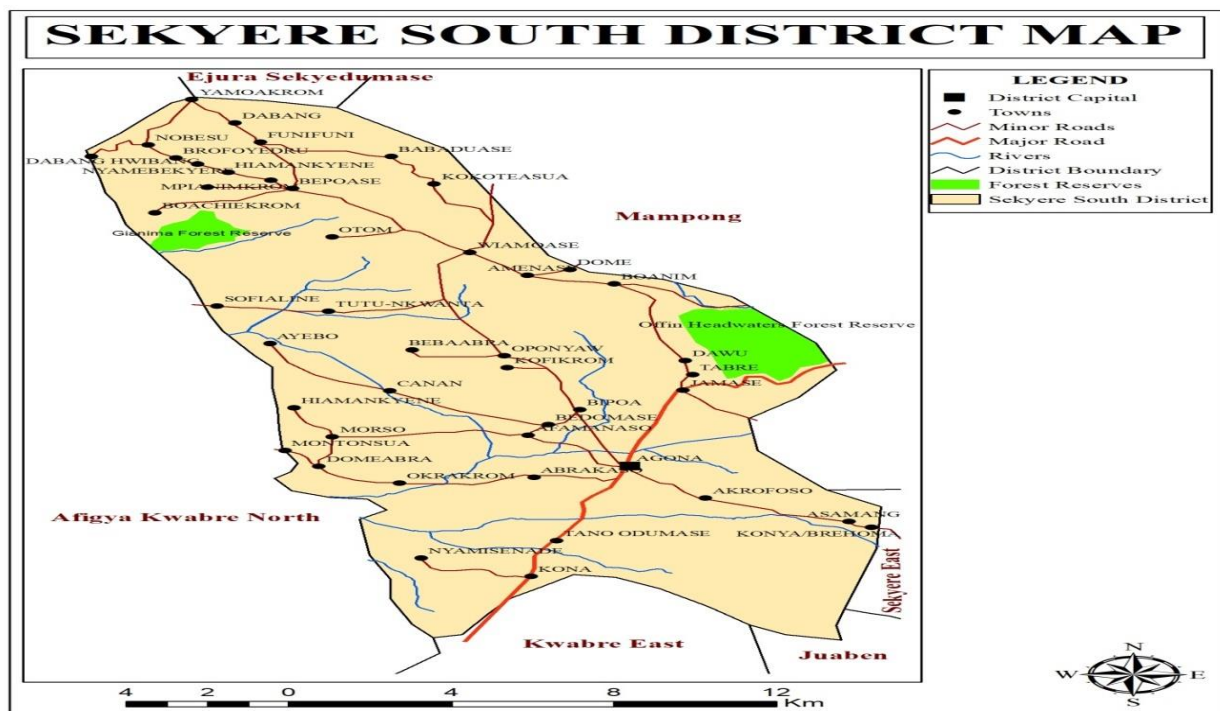 SEKYERE SOUTH DISTRICT MAP
Ejura Sekyedumase
YAMOAKROM
DABANG
NOBESU
FUNIFUNI
BROFOYEDRU
BABADUASE
DABANG HWIBANG
HIAMANKYENE
NYAMEBEKYERE
KOKOTEASUA
MPIANIMKROM
BEPOASE
BOACHIEKROM
Mampong
Gianima Forest Reserve
OTOM
WIAMOASE
DOME
AMENASE
BOANIM
SOFIALINE
TUTU-NKWANTA
Offin Headwaters Forest Reserve
AYEBO
BEBAABRA
OPONYAW
KOFIKROM
DAWU
TABRE
CANAN
JAMASE
HIAMANKYENE
BIPOA
BEDOMASE
MORSO
AFAMANASO
MONTONSUA
DOMEABRA
AGONA
OKRAKROM
ABRAKASO
AKROFOSO
Afigya Kwabre North
ASAMANG
TANO ODUMASE
KONYA/BREHOMA
NYAMISENADE
KONA
Sekyere East
Kwabre East
Juaben
LEGEND
District Capital
Towns
Minor Roads
Major Road
Rivers
District Boundary
Forest Reserves
Sekyere South District
N
W E
S
4 2 0 4 8 12
Km